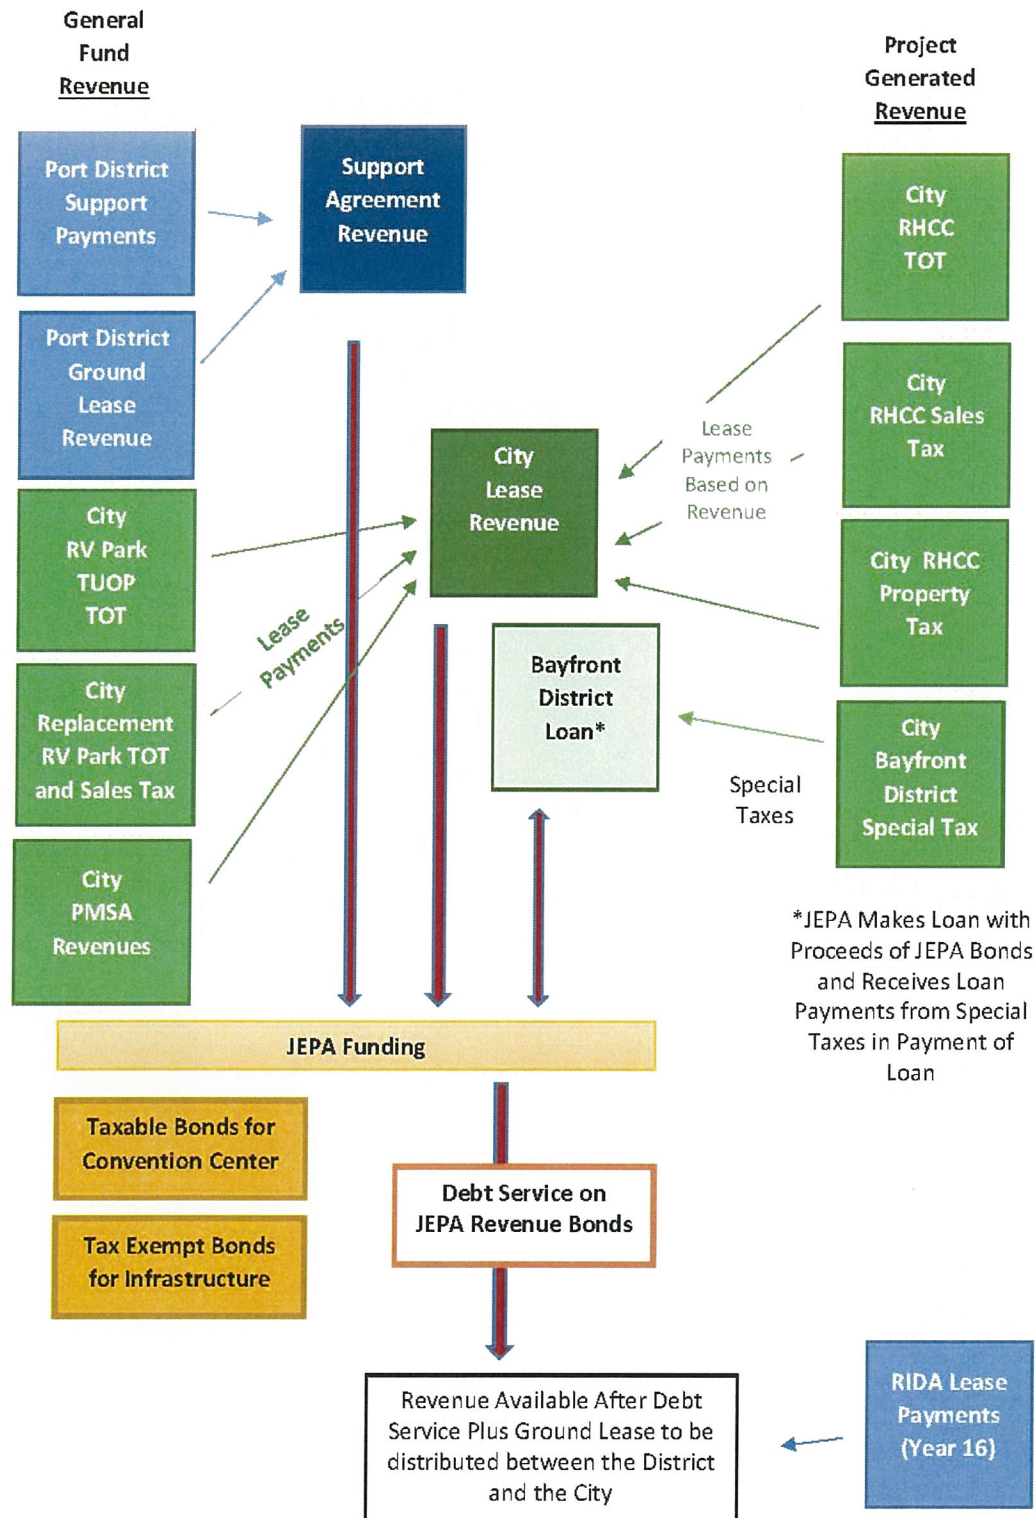 General
Fund
Revenue
Project
Generated
Revenue
Port District
Support
Payments
Support
Agreement
Revenue
City
RHCC
TOT
Port District
Ground
Lease
Revenue
City
RHCC Sales
Tax
Lease
Payments
Based on
Revenue
City
Lease
Revenue
City
RV Park
TUOP
TOT
City RHCC
Property
Tax
Lease
Payments
City
Replacement
RV Park TOT
and Sales Tax
Bayfront
District
Loan*
City
Bayfront
District
Special Tax
Special
Taxes
City
PMSA
Revenues
*JEPA Makes Loan with
Proceeds of JEPA Bonds
and Receives Loan
Payments from Special
Taxes in Payment of
Loan
JEPA Funding
Taxable Bonds for
Convention Center
Debt Service on
JEPA Revenue Bonds
Tax Exempt Bonds
for Infrastructure
RIDA Lease
Payments
(Year 16)
Revenue Available After Debt
Service Plus Ground Lease to be
distributed between the District
and the City